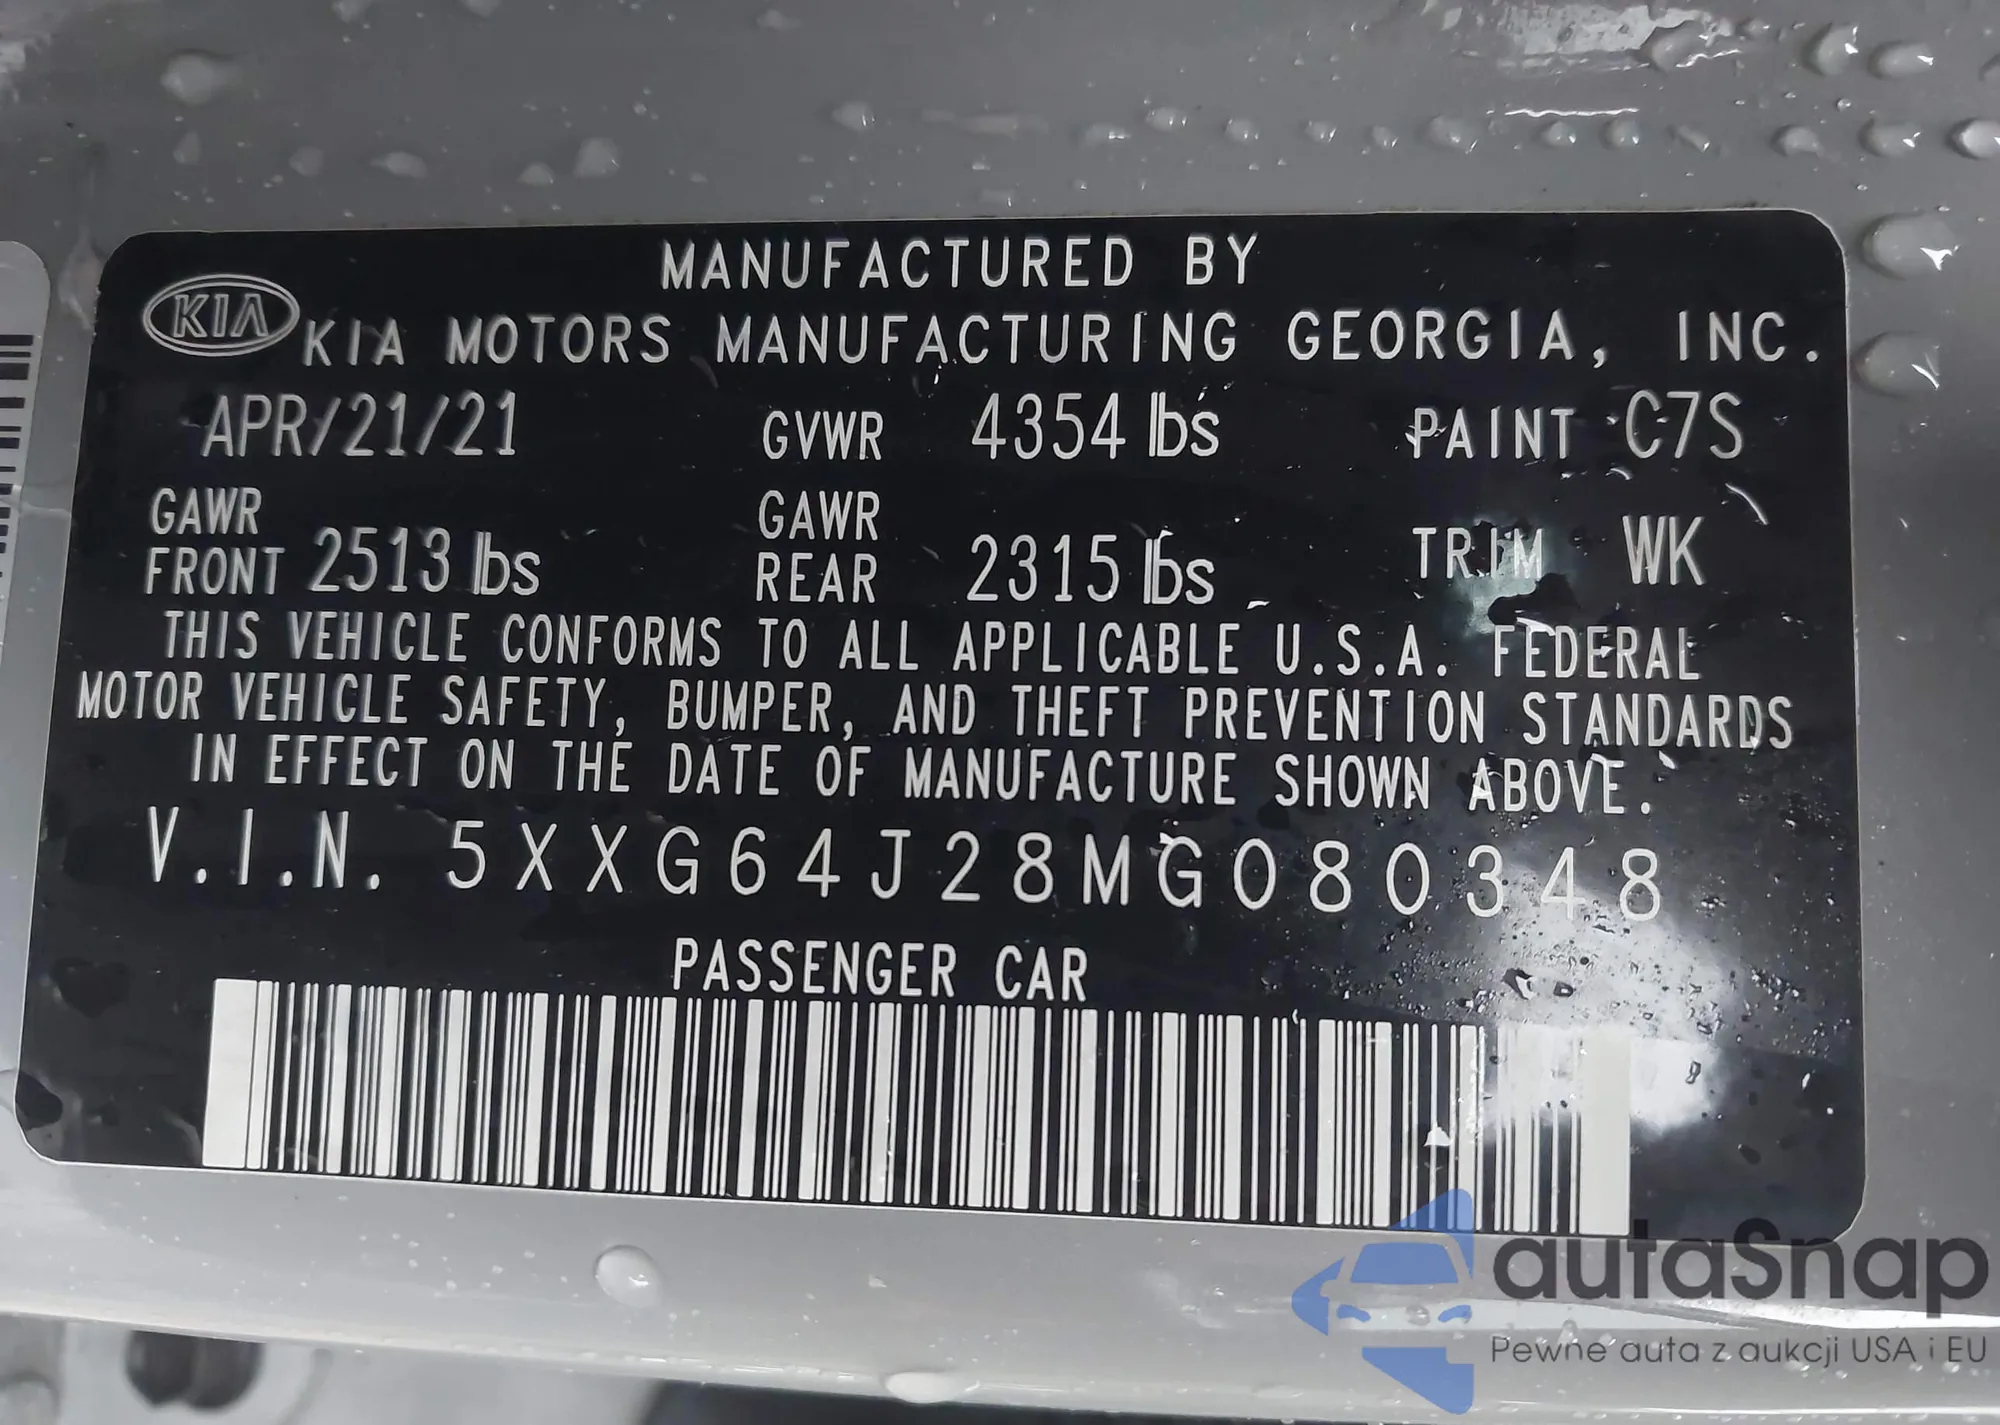 MANUFACTURED BY
KIA KIA MOTORS MANUFACTURING GEORGIA, INC.
APR/21/21 GVWR 4354 lbs PAINT C7S
GAWR FRONT 2513 lbs GAWR REAR 2315 lbs TRIM WK
THIS VEHICLE CONFORMS TO ALL APPLICABLE U.S.A. FEDERAL
MOTOR VEHICLE SAFETY, BUMPER, AND THEFT PREVENTION STANDARDS
IN EFFECT ON THE DATE OF MANUFACTURE SHOWN ABOVE.
V.I.N. 5XXG64J28MG080348
PASSENGER CAR
autaSnap
Pewne auta z aukcji USA i EU